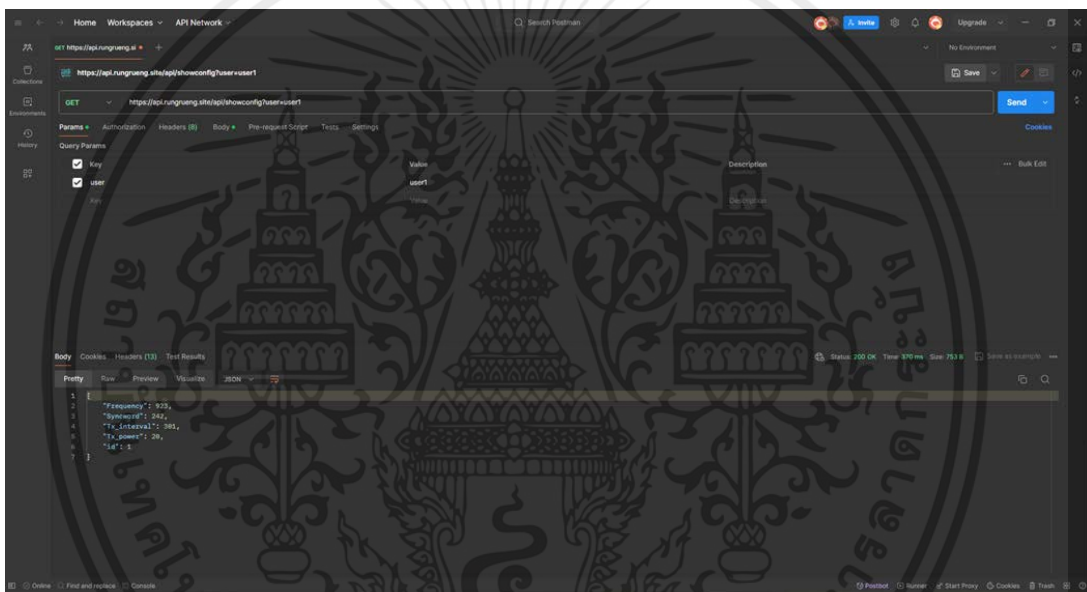 Home Workspaces API Network Search Postman Invite Upgrade
GET https://api.rungrueng.si + No Environment
https://api.rungrueng.site/api/showconfig?user=user1 Save
GET https://api.rungrueng.site/api/showconfig?user=user1 Send
Params Authorization Headers (8) Body Pre-request Script Tests Settings Cookies
Query Params
Key Value Description Bulk Edit
user user1
Key Value Description
Collections
Environments
History
Body Cookies Headers (13) Test Results Status: 200 OK Time: 570 ms Size: 753 B Save as example
Pretty Raw Preview Visualize JSON
1 {
2 "Frequency": 923,
3 "Syncword": 242,
4 "Tx_interval": 301,
5 "Tx_power": 20,
6 "id": 1
7 }
Online Find and replace Console Postbot Runner Start Proxy Cookies Trash